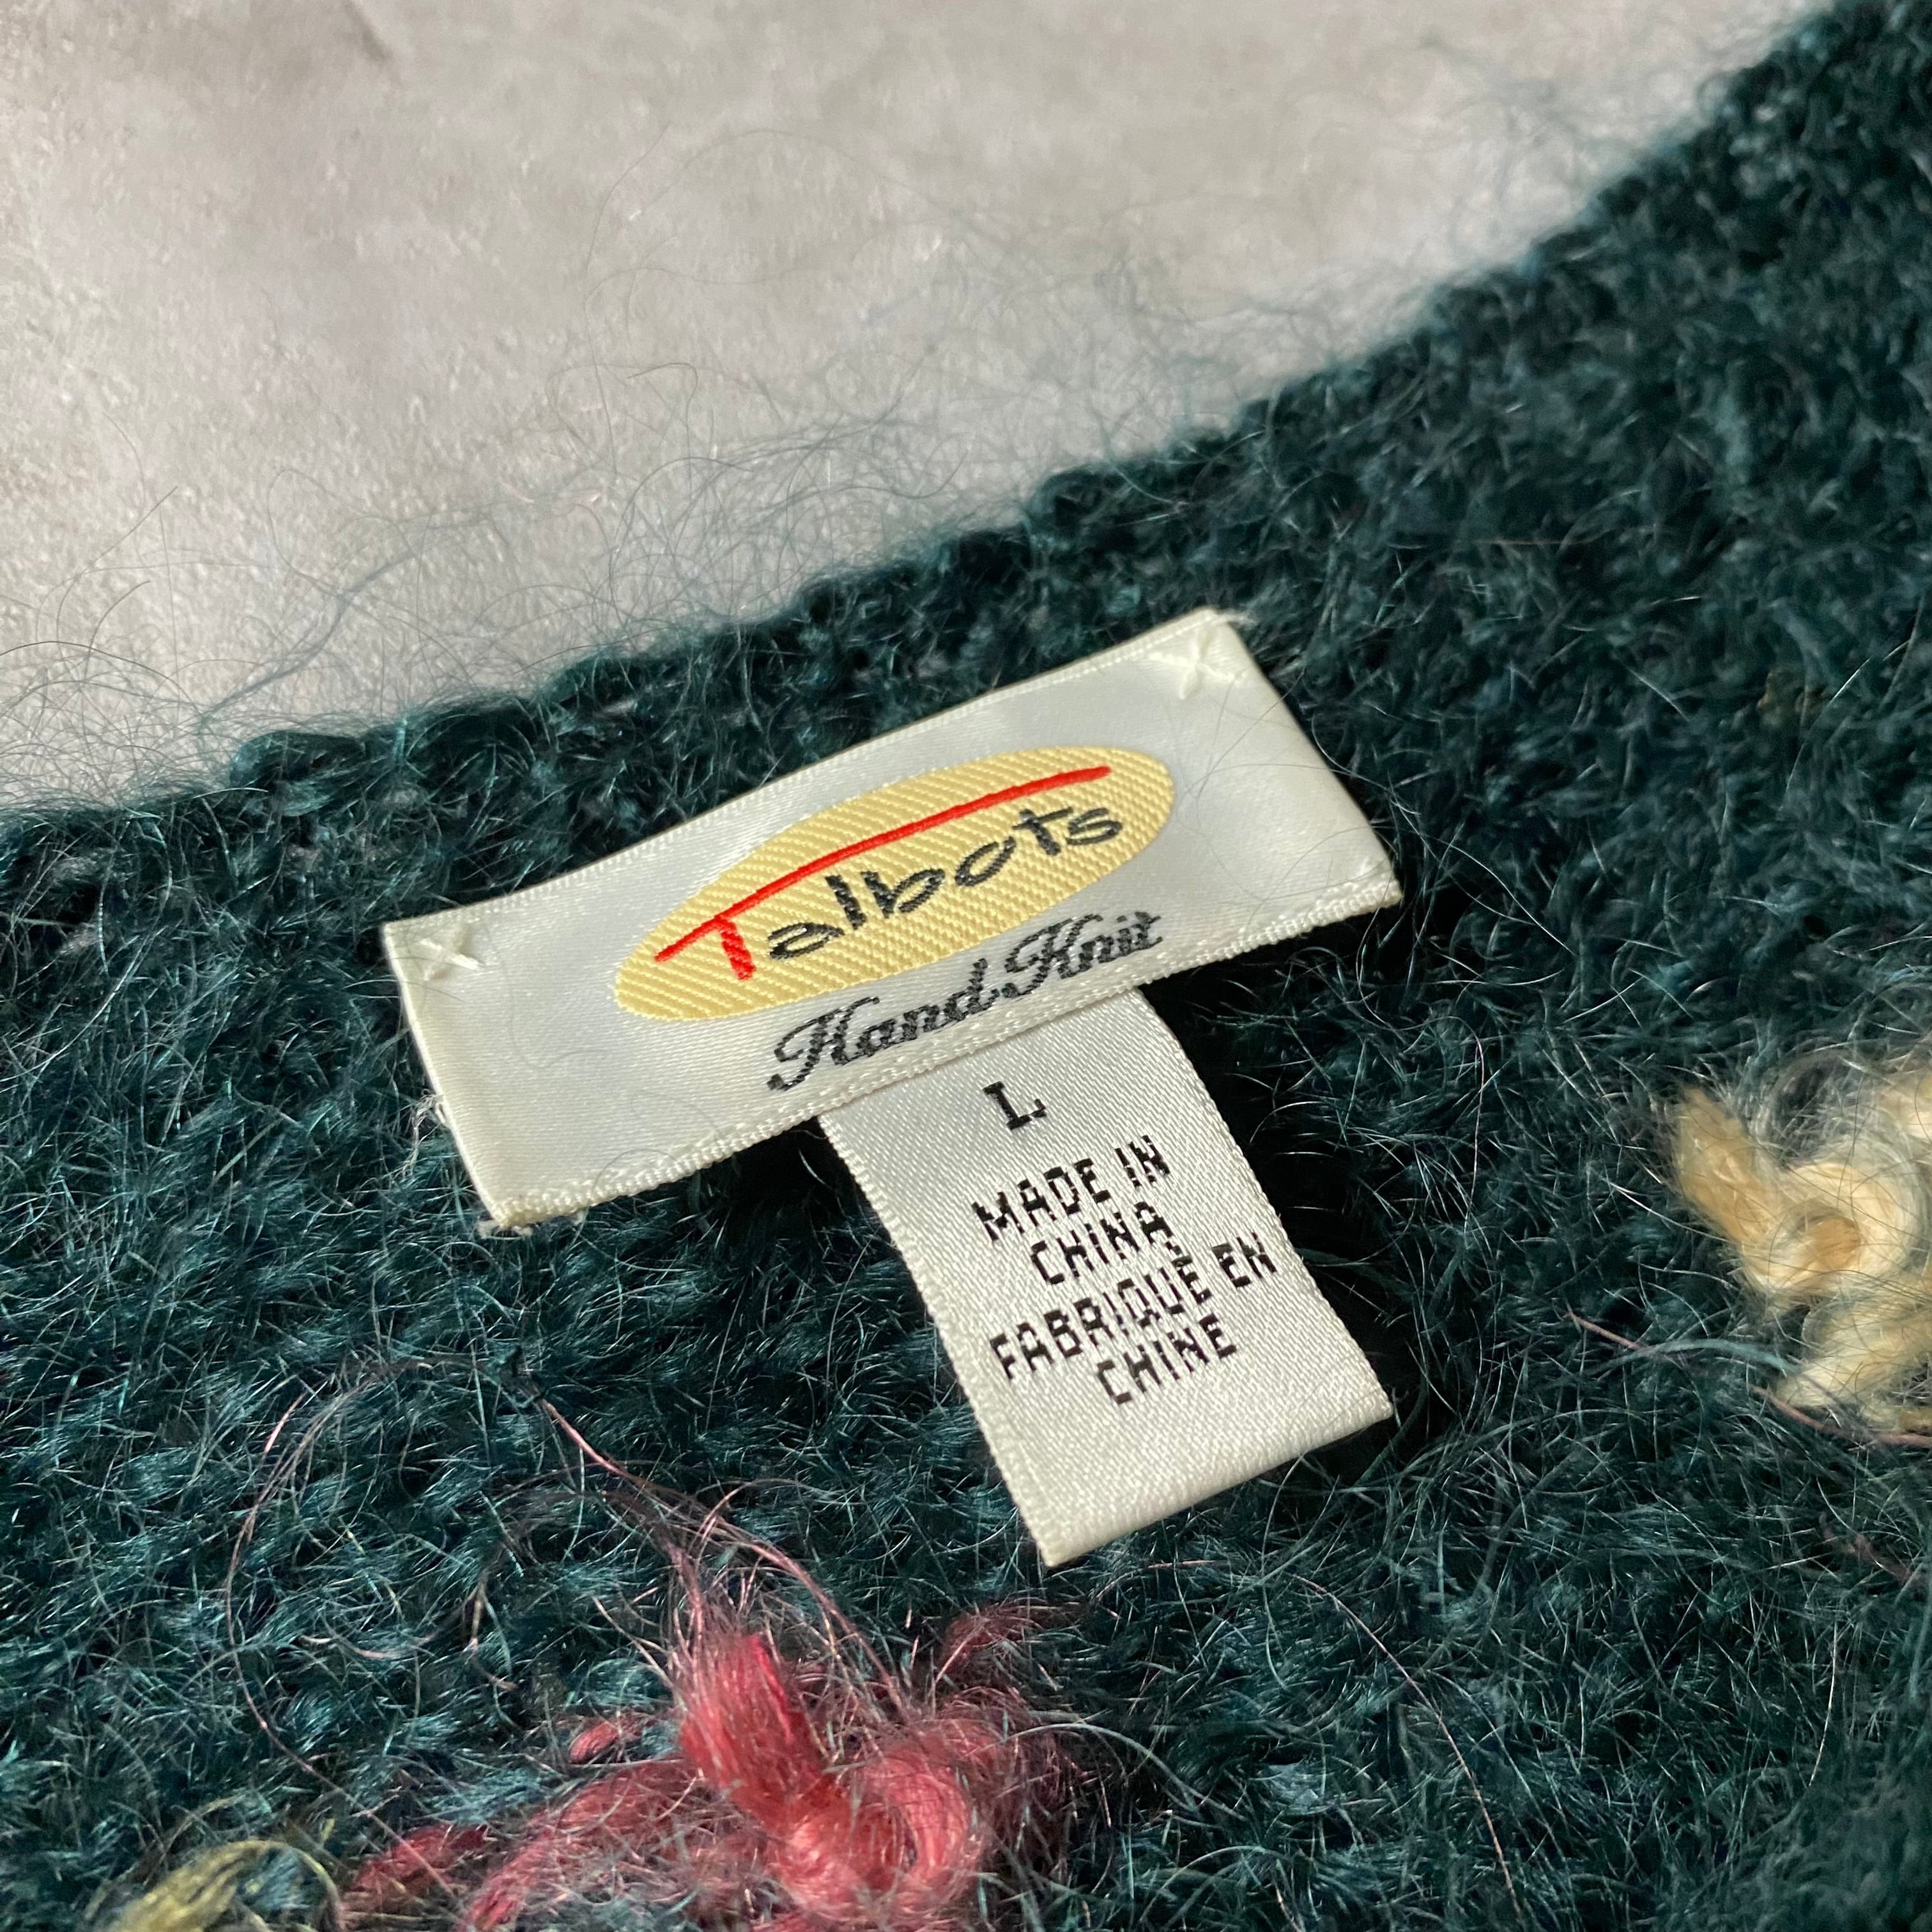 Talbots
Hand Knit
L
MADE IN
CHINA
FABRIQUÉ EN
CHINE